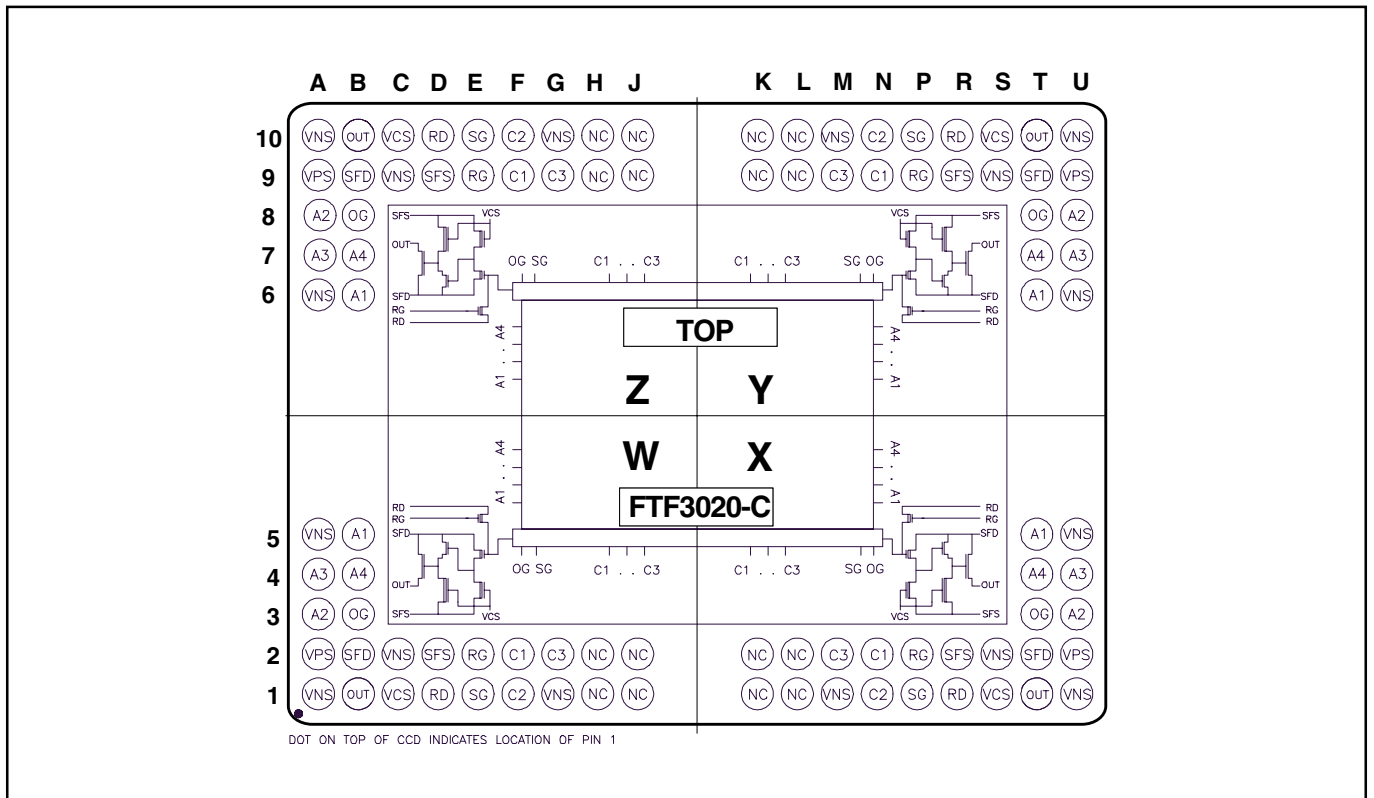 A B C D E F G H J K L M N P R S T U
10 VNS OUT VCS RD SG C2 VNS NC NC NC NC VNS C2 SG RD VCS OUT VNS
9 VPS SFD VNS SFS RG C1 C3 NC NC NC NC C3 C1 RG SFS VNS SFD VPS
8 A2 OG SFS VCS VCS SFS OG A2
OUT OUT
7 A3 A4 OG SG C1 . . C3 C1 . . C3 SG OG A4 A3
6 VNS A1 SFD SFD A1 VNS
RG RG
RD RD
TOP
A4 . . A1 A4 . . A1
Z Y
W X
A4 . . A1 A4 . . A1
FTF3020-C
RD RD
RG RG
5 VNS A1 SFD SFD A1 VNS
4 A3 A4 OUT OG SG C1 . . C3 C1 . . C3 SG OG OUT A4 A3
3 A2 OG SFS VCS VCS SFS OG A2
2 VPS SFD VNS SFS RG C1 C3 NC NC NC NC C3 C1 RG SFS VNS SFD VPS
1 VNS OUT VCS RD SG C2 VNS NC NC NC NC VNS C2 SG RD VCS OUT VNS
DOT ON TOP OF CCD INDICATES LOCATION OF PIN 1